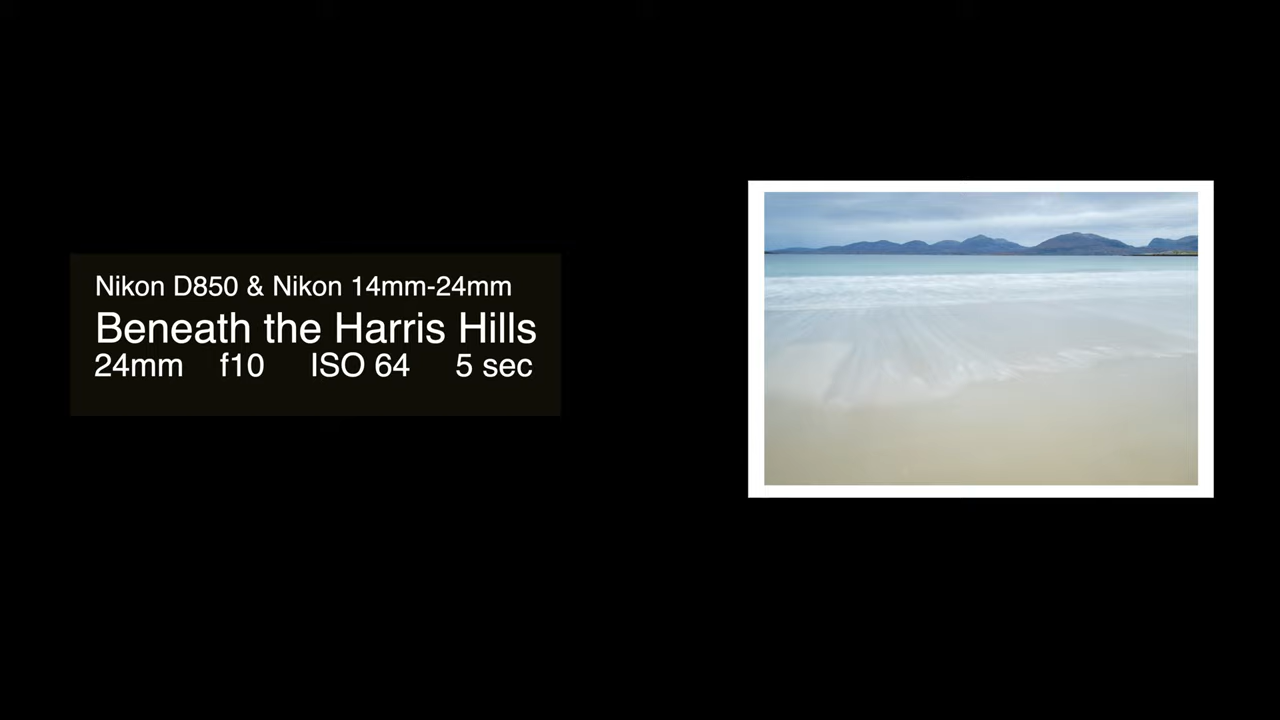 Nikon D850 & Nikon 14mm-24mm
Beneath the Harris Hills
24mm f10 ISO 64 5 sec